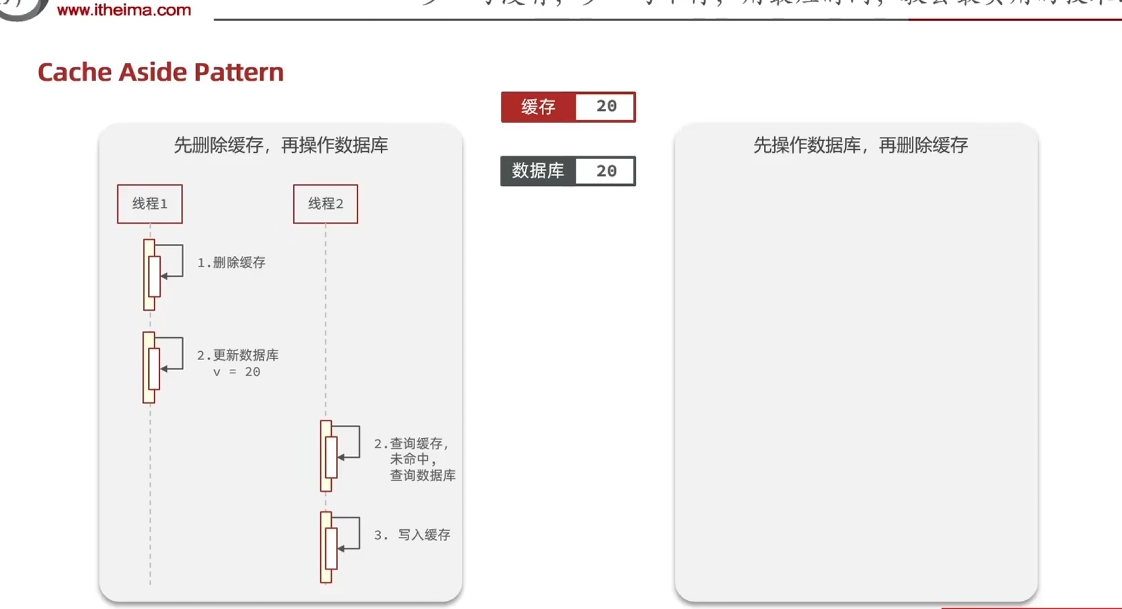 www.itheima.com
Cache Aside Pattern
缓存 20
数据库 20
先删除缓存，再操作数据库
线程1
线程2
1.删除缓存
2.更新数据库
v = 20
2.查询缓存，
未命中，
查询数据库
3. 写入缓存
先操作数据库，再删除缓存